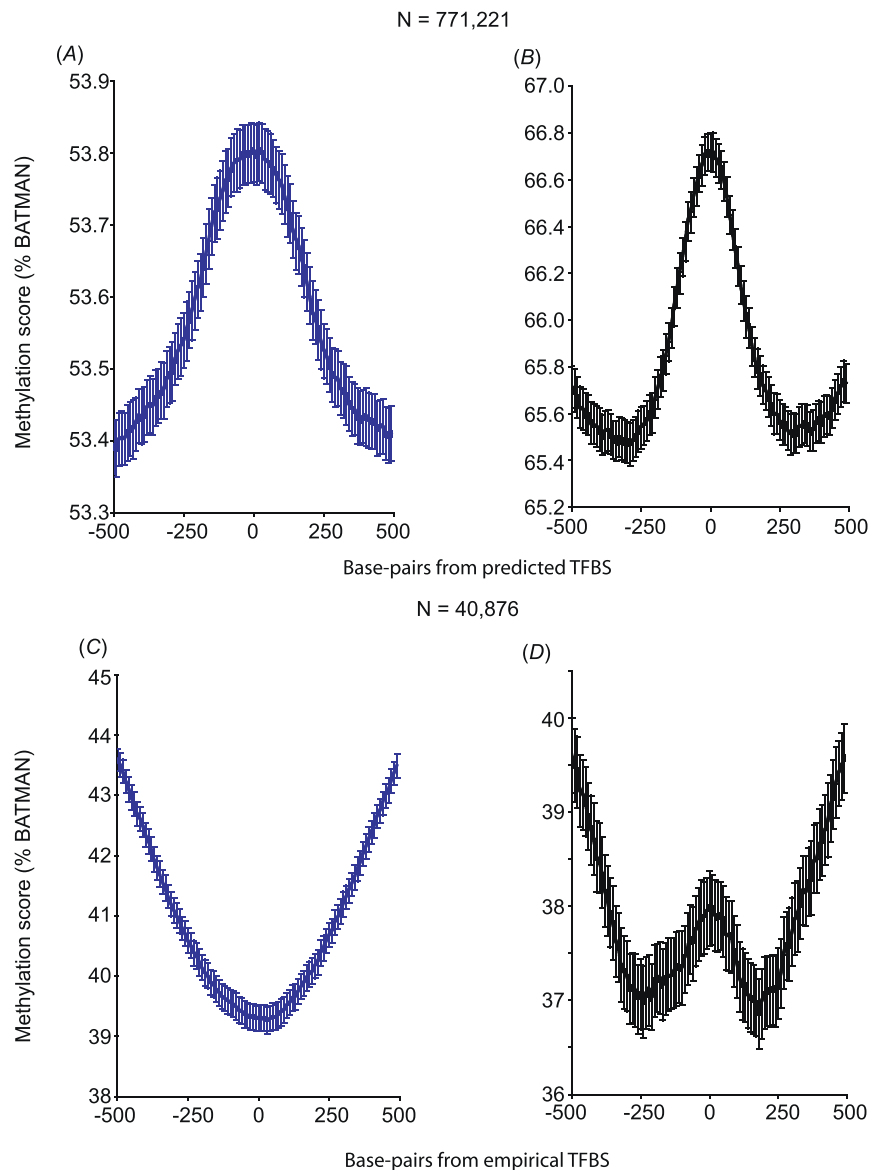 N = 771,221
(A)
(B)
Methylation score (% BATMAN)
53.9
53.8
53.7
53.6
53.5
53.4
53.3
-500 -250 0 250 500
67.0
66.8
66.6
66.4
66.2
66.0
65.8
65.6
65.4
65.2
-500 -250 0 250 500
Base-pairs from predicted TFBS
N = 40,876
(C)
(D)
Methylation score (% BATMAN)
45
44
43
42
41
40
39
38
-500 -250 0 250 500
40
39
38
37
36
-500 -250 0 250 500
Base-pairs from empirical TFBS